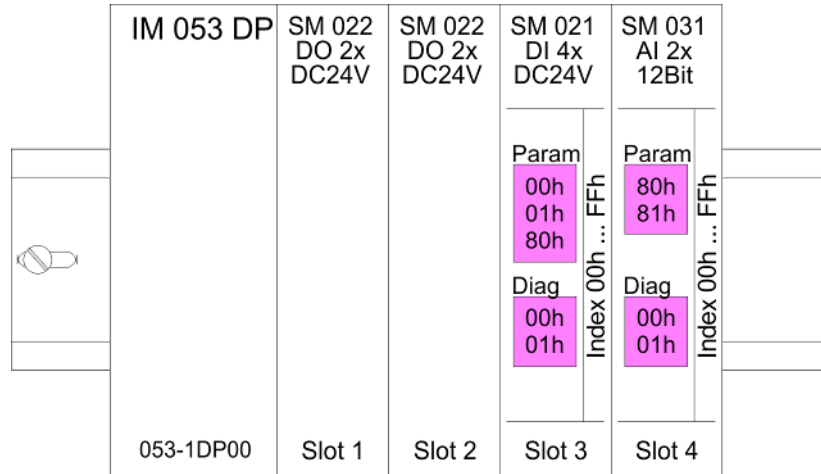 IM 053 DP
SM 022
DO 2x
DC24V
SM 022
DO 2x
DC24V
SM 021
DI 4x
DC24V
SM 031
AI 2x
12Bit
Param
00h
01h
80h
Diag
00h
01h
Index 00h ... FFh
Param
80h
81h
Diag
00h
01h
Index 00h ... FFh
053-1DP00
Slot 1
Slot 2
Slot 3
Slot 4